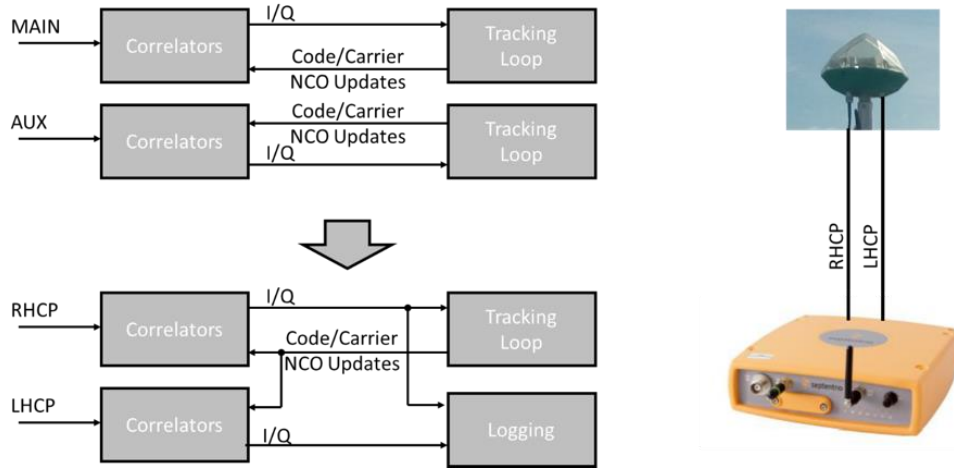 MAIN
Correlators
I/Q
Code/Carrier
NCO Updates
Tracking
Loop
AUX
Correlators
Code/Carrier
NCO Updates
I/Q
Tracking
Loop
RHCP
Correlators
I/Q
Code/Carrier
NCO Updates
Tracking
Loop
LHCP
Correlators
I/Q
Logging
RHCP
LHCP
septentrio